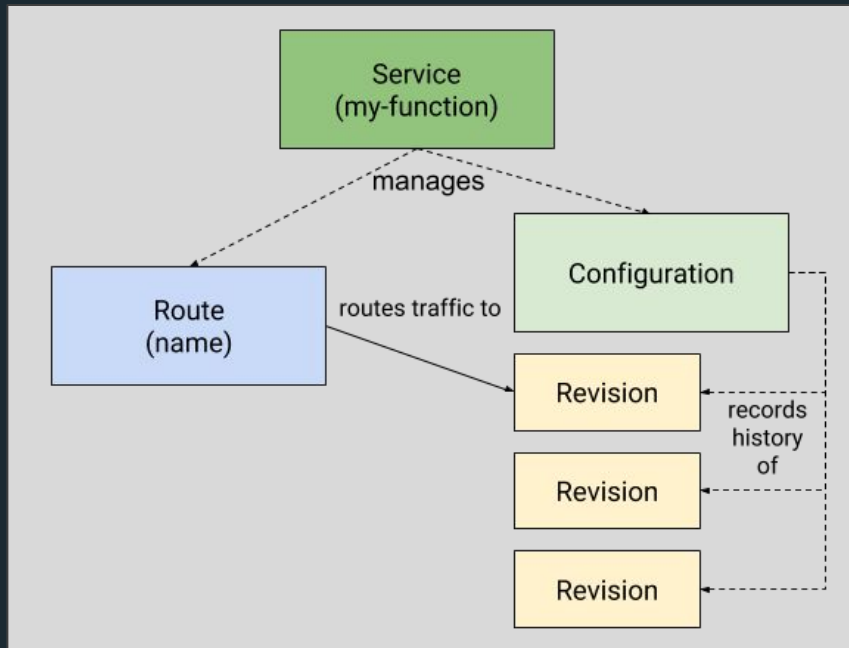 Service
(my-function)
manages
Configuration
Route
(name)
routes traffic to
Revision
records
history
of
Revision
Revision